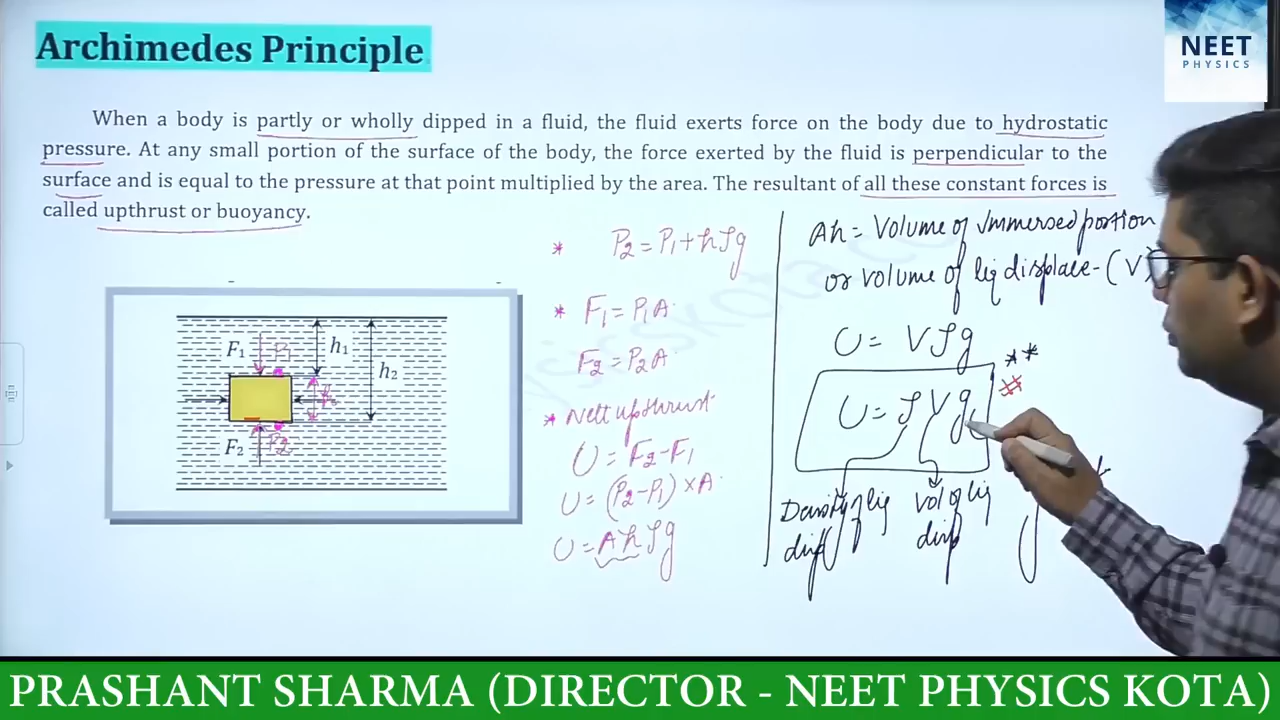 Archimedes Principle
NEET
PHYSICS
When a body is partly or wholly dipped in a fluid, the fluid exerts force on the body due to hydrostatic
pressure. At any small portion of the surface of the body, the force exerted by the fluid is perpendicular to the
surface and is equal to the pressure at that point multiplied by the area. The resultant of all these constant forces is
called upthrust or buoyancy.
F₁
P₁
h₁
h₂
h
F₂
P₂
* P₂ = P₁ + hρg
* F₁ = P₁A
F₂ = P₂A
* Nett upthrust
U = F₂ - F₁
U = (P₂ - P₁) × A
U = Ahρg
Ah = Volume of Immersed portion
or volume of liq displace - (V)
U = Vρg
**
U = ρVg
Density of liq
disp
Vol of liq
disp
PRASHANT SHARMA (DIRECTOR - NEET PHYSICS KOTA)